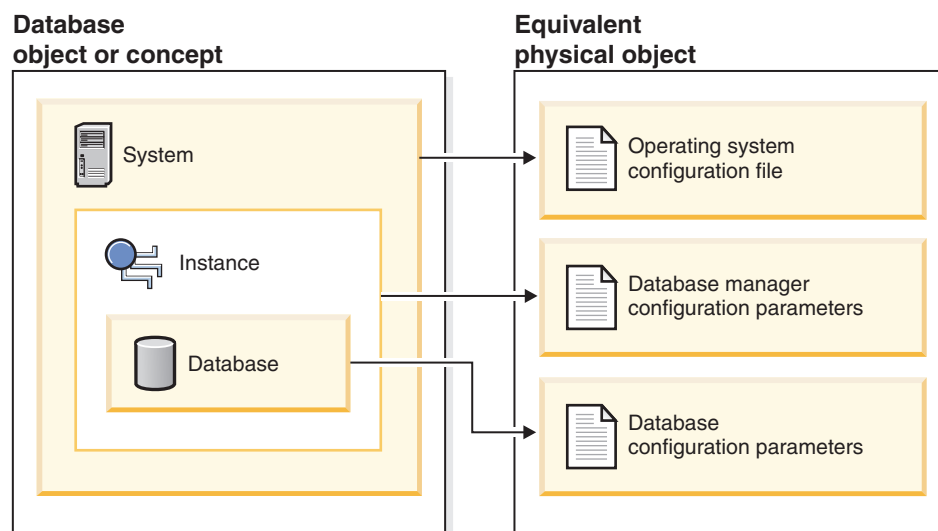 Database
object or concept
Equivalent
physical object
System
Instance
Database
Operating system
configuration file
Database manager
configuration parameters
Database
configuration parameters